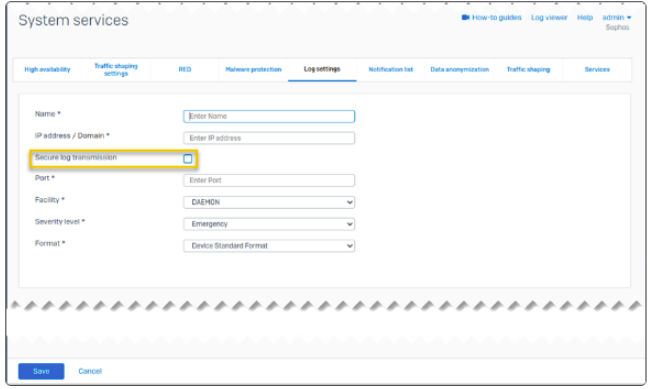 System services
How-to guides Log viewer Help admin
Sophos
High availability Traffic shaping settings RED Malware protection Log settings Notification list Data anonymization Traffic shaping Services
Name * Enter Name
IP address / Domain * Enter IP address
Secure log transmission
Port * Enter Port
Facility * DAEMON
Severity level * Emergency
Format * Device Standard Format
Save Cancel